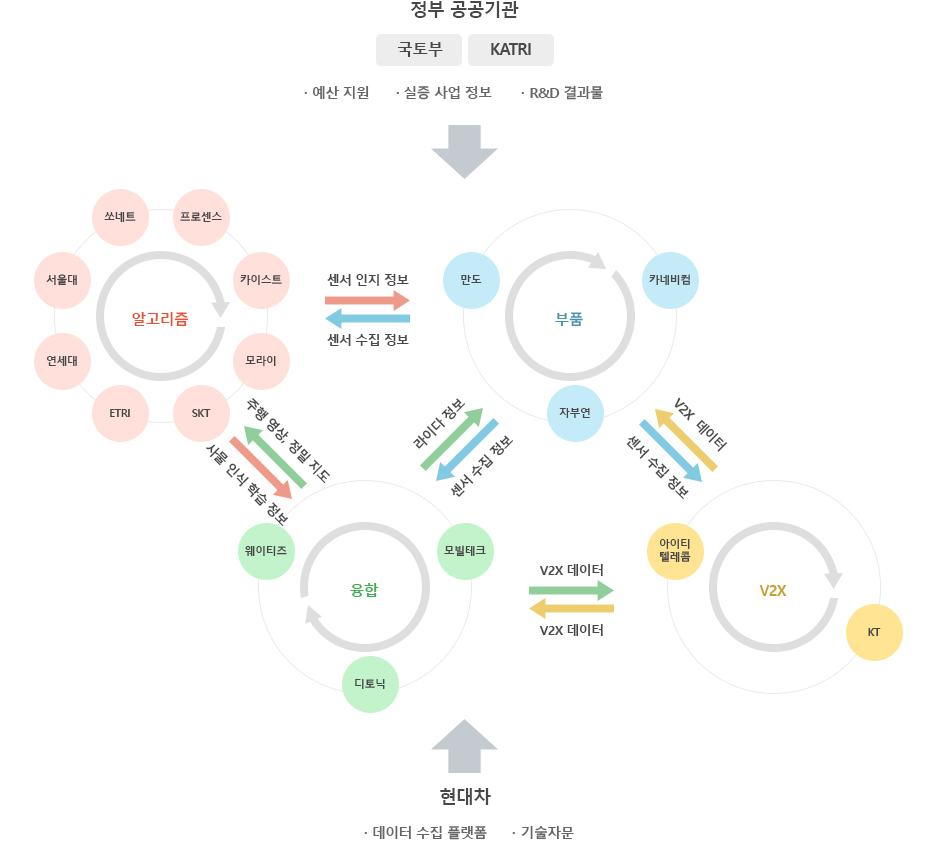 정부 공공기관
국토부
KATRI
· 예산 지원
· 실증 사업 정보
· R&D 결과물
쏘네트
프로센스
서울대
카이스트
알고리즘
연세대
모라이
ETRI
SKT
센서 인지 정보
센서 수집 정보
만도
카네비컴
부품
자부연
주행 영상, 정밀 지도
사물 인식 학습 정보
라이다 정보
센서 수집 정보
V2X 데이터
센서 수집 정보
웨이티즈
모빌테크
융합
디토닉
V2X 데이터
V2X 데이터
아이티
텔레콤
V2X
KT
현대차
· 데이터 수집 플랫폼
· 기술자문